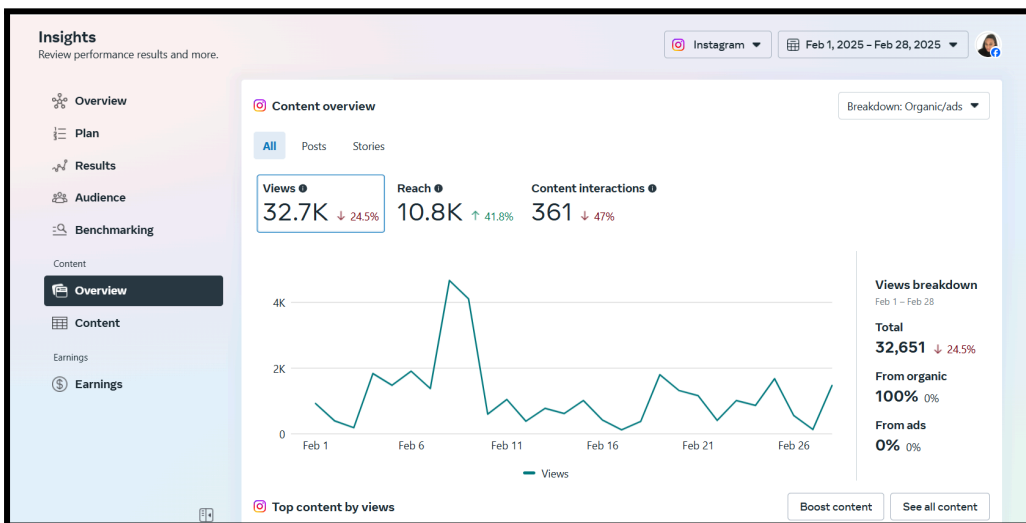 Insights
Review performance results and more.
Instagram
Feb 1, 2025 – Feb 28, 2025
Overview
Plan
Results
Audience
Benchmarking
Content
Overview
Content
Earnings
Earnings
Content overview
Breakdown: Organic/ads
All Posts Stories
Views Reach Content interactions
32.7K ↓ 24.5% 10.8K ↑ 41.8% 361 ↓ 47%
4K
2K
0
Feb 1 Feb 6 Feb 11 Feb 16 Feb 21 Feb 26
Views
Views breakdown
Feb 1 – Feb 28
Total
32,651 ↓ 24.5%
From organic
100% 0%
From ads
0% 0%
Top content by views
Boost content
See all content